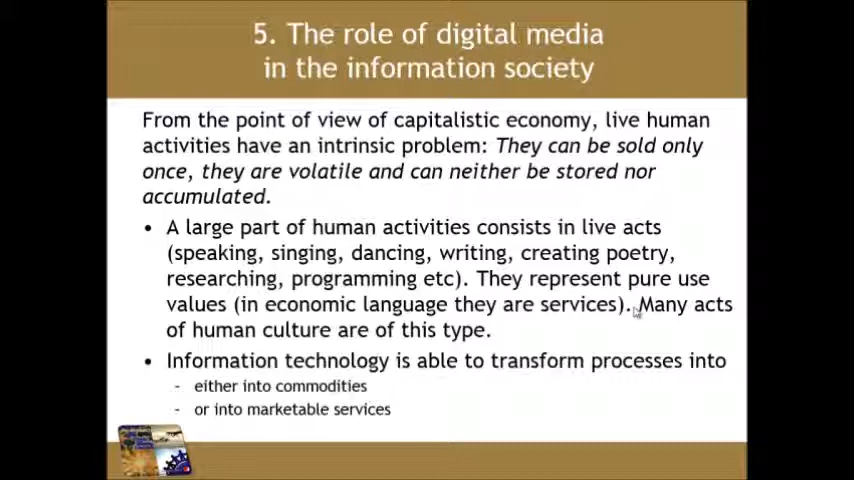 5. The role of digital media
in the information society
From the point of view of capitalistic economy, live human
activities have an intrinsic problem: They can be sold only
once, they are volatile and can neither be stored nor
accumulated.
• A large part of human activities consists in live acts
(speaking, singing, dancing, writing, creating poetry,
researching, programming etc). They represent pure use
values (in economic language they are services). Many acts
of human culture are of this type.
• Information technology is able to transform processes into
- either into commodities
- or into marketable services